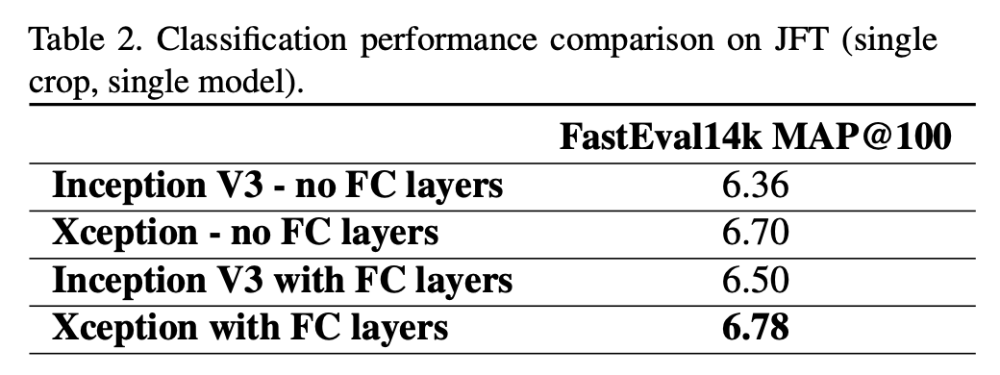 Table 2. Classification performance comparison on JFT (single
crop, single model).
FastEval14k MAP@100
Inception V3 - no FC layers 6.36
Xception - no FC layers 6.70
Inception V3 with FC layers 6.50
Xception with FC layers 6.78